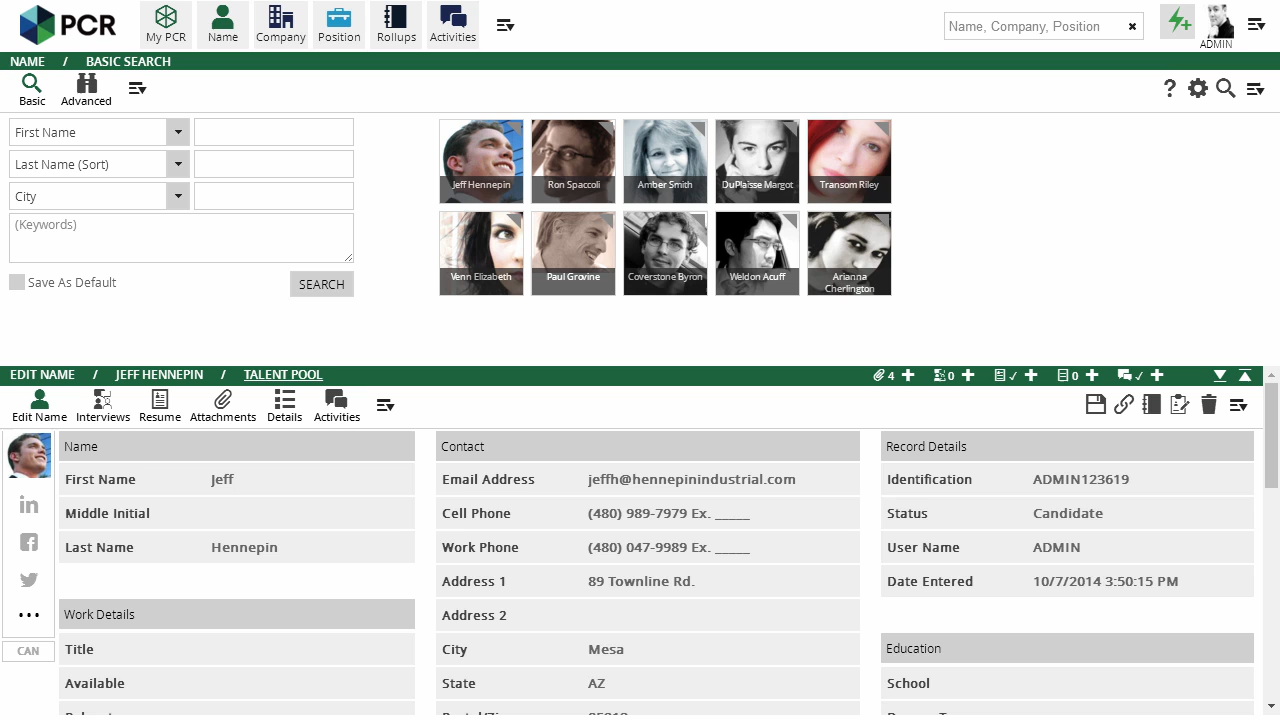 PCR
My PCR Name Company Position Rollups Activities
Name, Company, Position
ADMIN
NAME / BASIC SEARCH
Basic Advanced
First Name
Last Name (Sort)
City
(Keywords)
Save As Default SEARCH
Jeff Hennepin Ron Spaccoli Amber Smith DuPlaisse Margot Transom Riley
Venn Elizabeth Paul Grovine Coverstone Byron Weldon Acuff Arianna
Cherlington
EDIT NAME / JEFF HENNEPIN / TALENT POOL 4 0 0
Edit Name Interviews Resume Attachments Details Activities
Name
First Name Jeff
Middle Initial
Last Name Hennepin
Work Details
Title
Available
CAN
Contact
Email Address jeffh@hennepinindustrial.com
Cell Phone (480) 989-7979 Ex. _____
Work Phone (480) 047-9989 Ex. _____
Address 1 89 Townline Rd.
Address 2
City Mesa
State AZ
Record Details
Identification ADMIN123619
Status Candidate
User Name ADMIN
Date Entered 10/7/2014 3:50:15 PM
Education
School